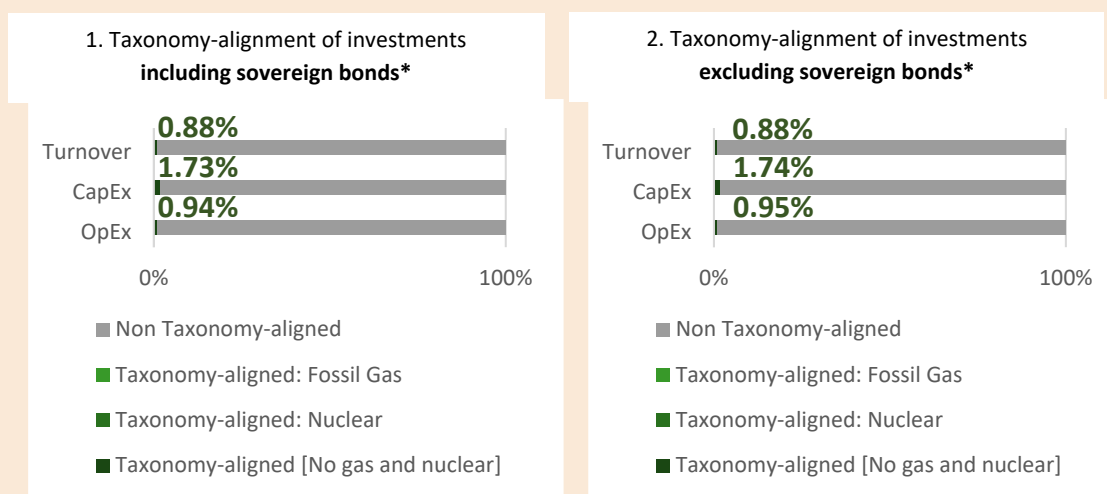 1. Taxonomy-alignment of investments
including sovereign bonds*
0.88%
Turnover
1.73%
CapEx
0.94%
OpEx
0%
100%
Non Taxonomy-aligned
Taxonomy-aligned: Fossil Gas
Taxonomy-aligned: Nuclear
Taxonomy-aligned [No gas and nuclear]
2. Taxonomy-alignment of investments
excluding sovereign bonds*
0.88%
Turnover
1.74%
CapEx
0.95%
OpEx
0%
100%
Non Taxonomy-aligned
Taxonomy-aligned: Fossil Gas
Taxonomy-aligned: Nuclear
Taxonomy-aligned [No gas and nuclear]